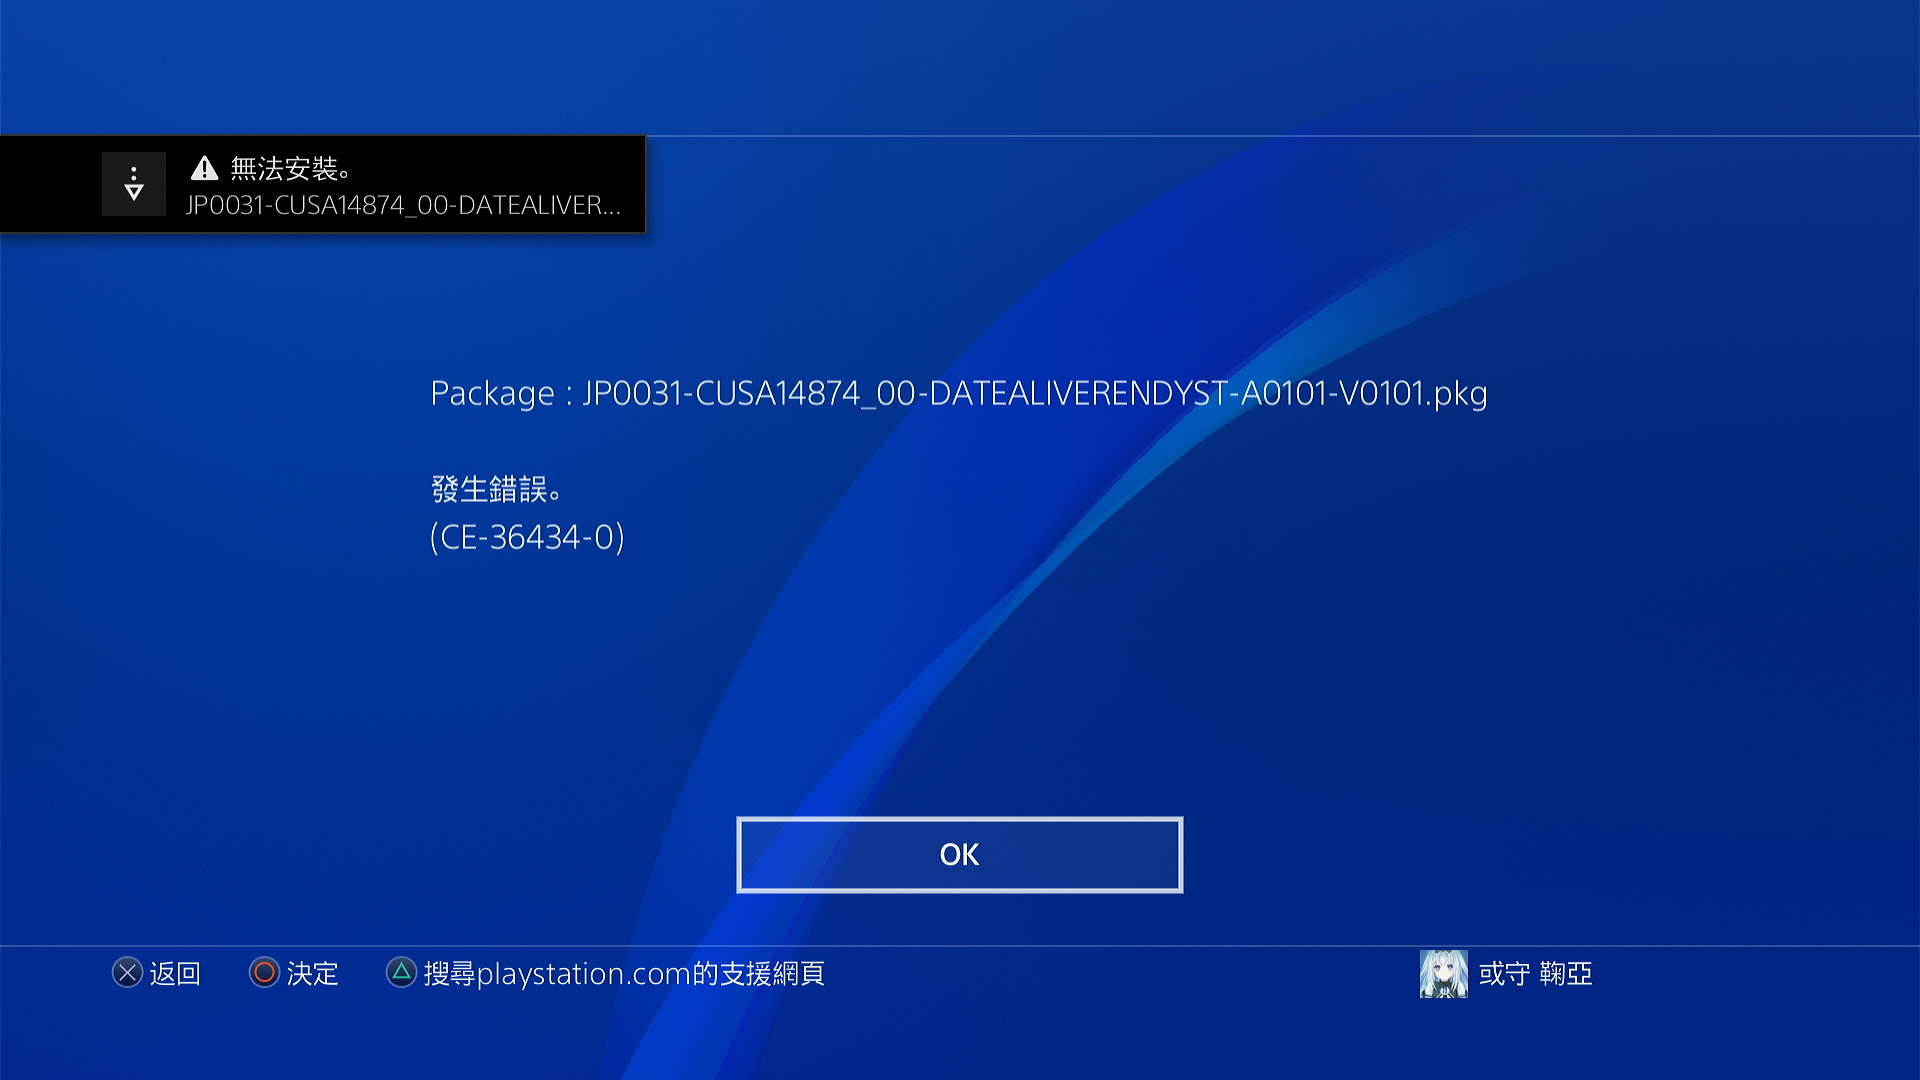 無法安裝。
JP0031-CUSA14874_00-DATEALIVER...
Package : JP0031-CUSA14874_00-DATEALIVERENDYST-A0101-V0101.pkg
發生錯誤。
(CE-36434-0)
OK
返回 決定 搜尋playstation.com的支援網頁 或守 鞠亞